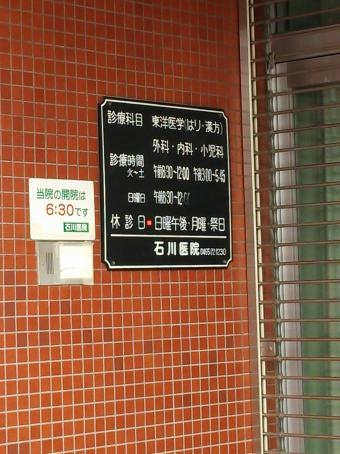 診療科目 東洋医学(はり・漢方)
外科・内科・小児科
診療時間
火〜土 午前8:30-12:00 午後3:00-5:45
日曜日 午前8:30-12:
休診日 日曜午後・月曜・祭日
石川医院
当院の開院は
6:30です
石川医院